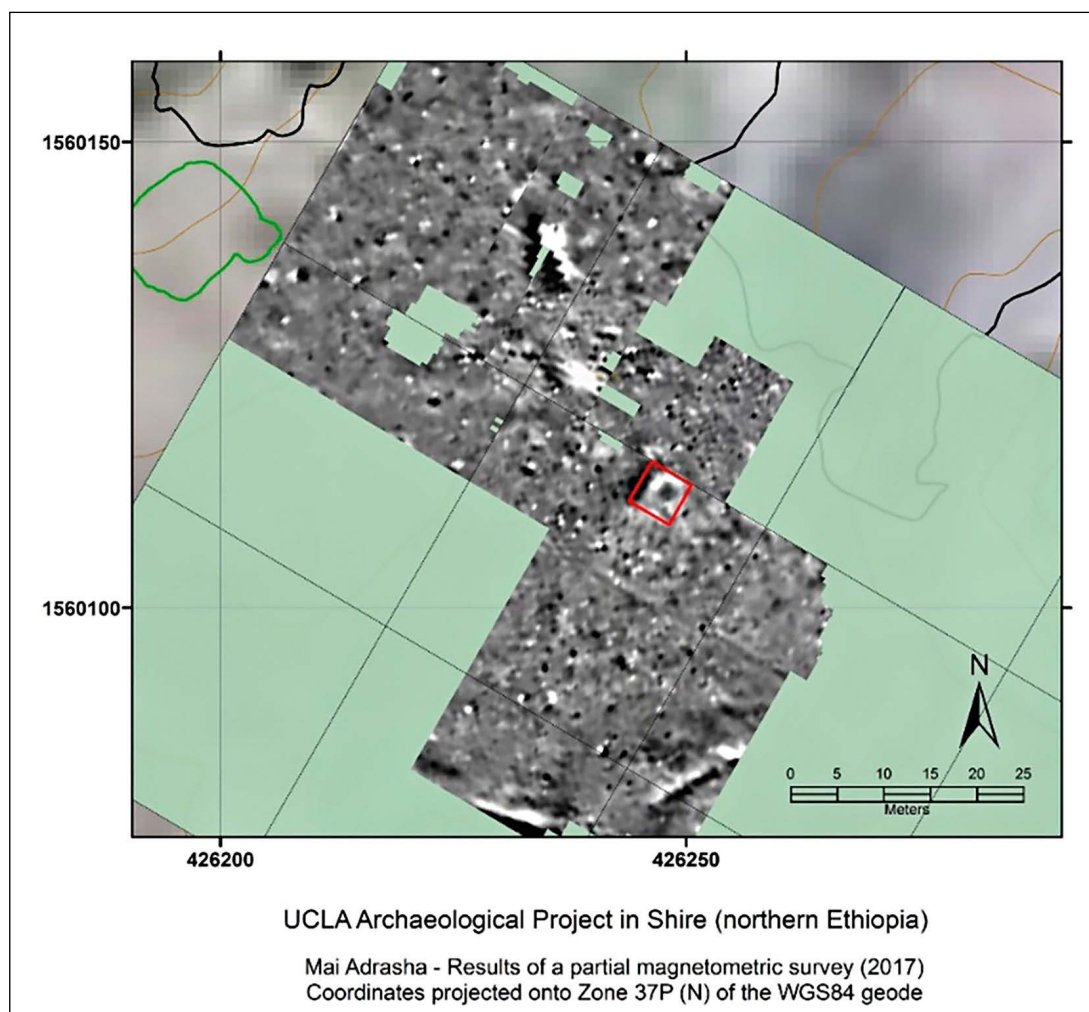 1560150
1560100
N
0 5 10 15 20 25
Meters
426200 426250
UCLA Archaeological Project in Shire (northern Ethiopia)
Mai Adrasha - Results of a partial magnetometric survey (2017)
Coordinates projected onto Zone 37P (N) of the WGS84 geode